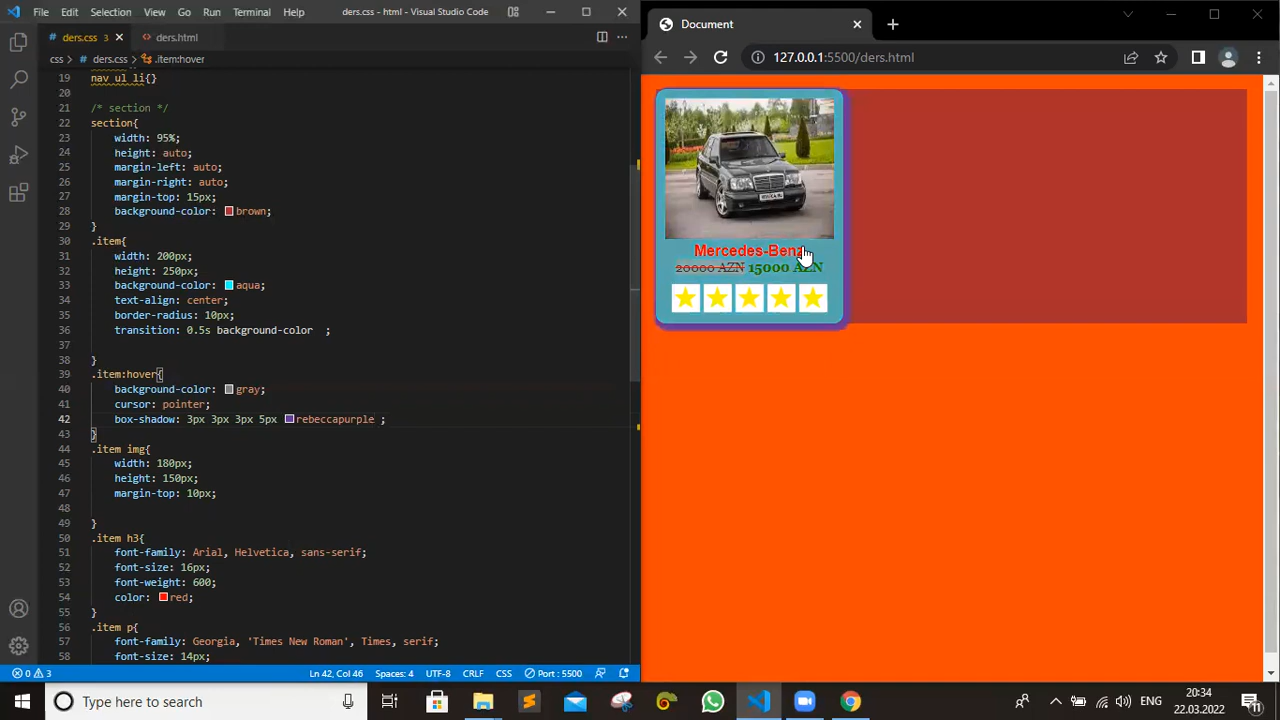 File Edit Selection View Go Run Terminal Help ders.css - html - Visual Studio Code
ders.css 3
ders.html
css > ders.css > .item:hover
19 nav ul li{}
20
21 /* section */
22 section{
23 width: 95%;
24 height: auto;
25 margin-left: auto;
26 margin-right: auto;
27 margin-top: 15px;
28 background-color: brown;
29 }
30 .item{
31 width: 200px;
32 height: 250px;
33 background-color: aqua;
34 text-align: center;
35 border-radius: 10px;
36 transition: 0.5s background-color ;
37
38 }
39 .item:hover{
40 background-color: gray;
41 cursor: pointer;
42 box-shadow: 3px 3px 3px 5px rebeccapurple ;
43 }
44 .item img{
45 width: 180px;
46 height: 150px;
47 margin-top: 10px;
48
49 }
50 .item h3{
51 font-family: Arial, Helvetica, sans-serif;
52 font-size: 16px;
53 font-weight: 600;
54 color: red;
55 }
56 .item p{
57 font-family: Georgia, 'Times New Roman', Times, serif;
58 font-size: 14px;
0 3 Ln 42, Col 46 Spaces: 4 UTF-8 CRLF CSS Port : 5500
Document
127.0.0.1:5500/ders.html
Mercedes-Benz
20000 AZN 15000 AZN
Type here to search
ENG
20:34
22.03.2022
11